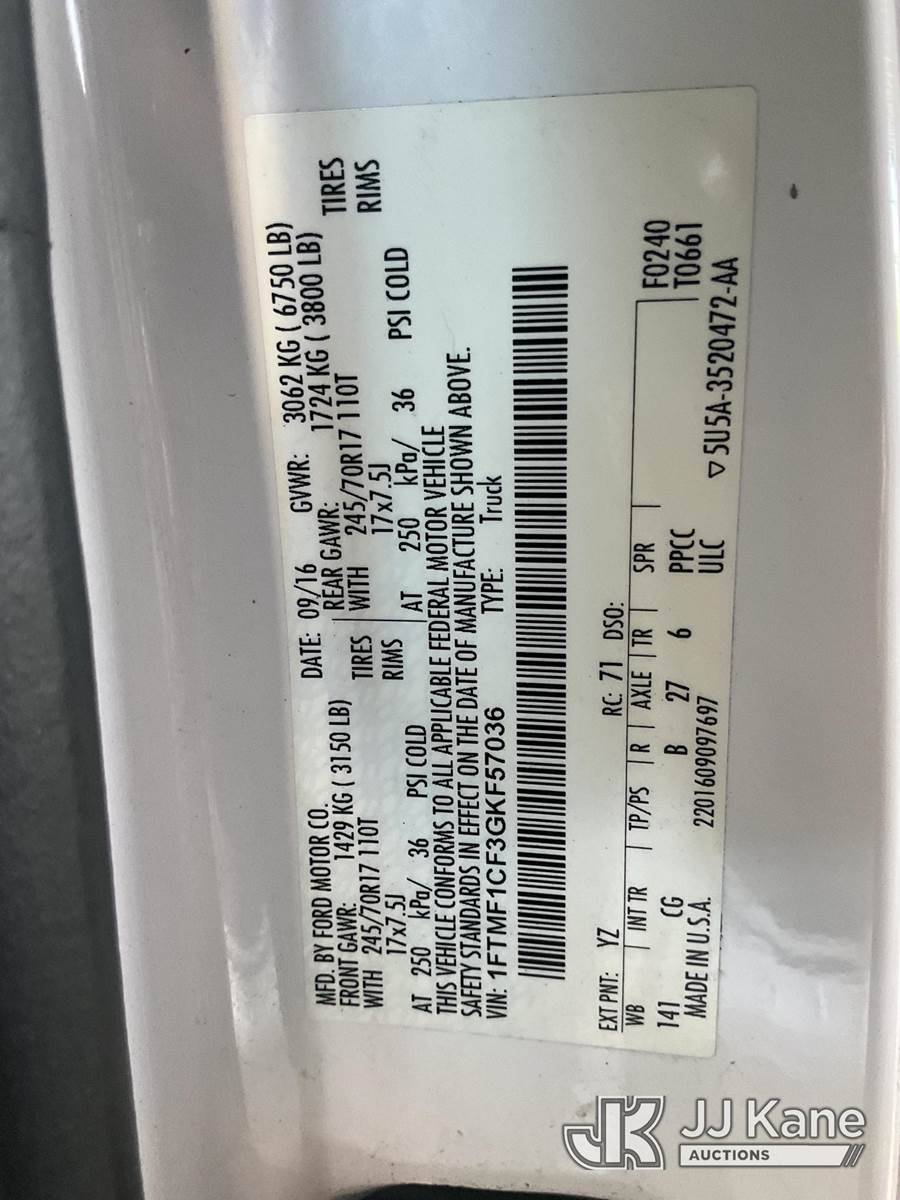 MFD. BY FORD MOTOR CO.
DATE: 09/16 GVWR: 3062 KG ( 6750 LB)
FRONT GAWR: 1429 KG ( 3150 LB) REAR GAWR: 1724 KG ( 3800 LB)
WITH 245/70R17 110T TIRES WITH 245/70R17 110T TIRES
17x7.5J RIMS 17x7.5J RIMS
AT 250 kPa/ 36 PSI COLD AT 250 kPa/ 36 PSI COLD
THIS VEHICLE CONFORMS TO ALL APPLICABLE FEDERAL MOTOR VEHICLE
SAFETY STANDARDS IN EFFECT ON THE DATE OF MANUFACTURE SHOWN ABOVE.
VIN: 1FTMF1CF3GKF57036 TYPE: Truck
EXT PNT: YZ RC: 71 DSO:
WB INT TR TP/PS R AXLE TR SPR F0240
141 CG B 27 6 PPCC T0661
MADE IN U.S.A. 2201609097697 ULC
▽5U5A-3520472-AA
JK JJ Kane
AUCTIONS